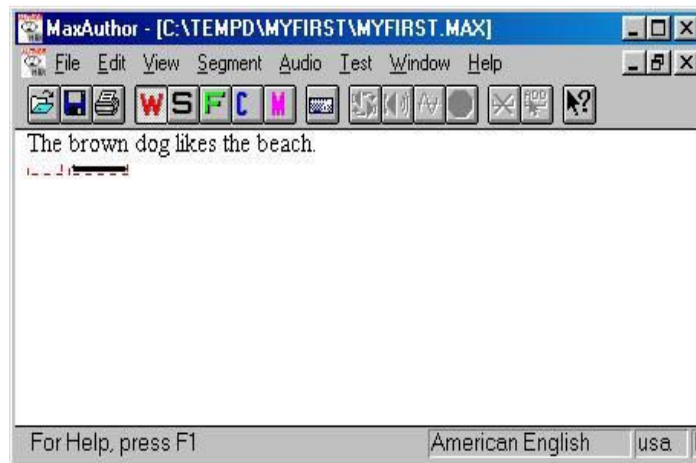 MaxAuthor - [C:\TEMPD\MYFIRST\MYFIRST.MAX]
File Edit View Segment Audio Test Window Help
W S F C M
The brown dog likes the beach.
For Help, press F1 American English usa